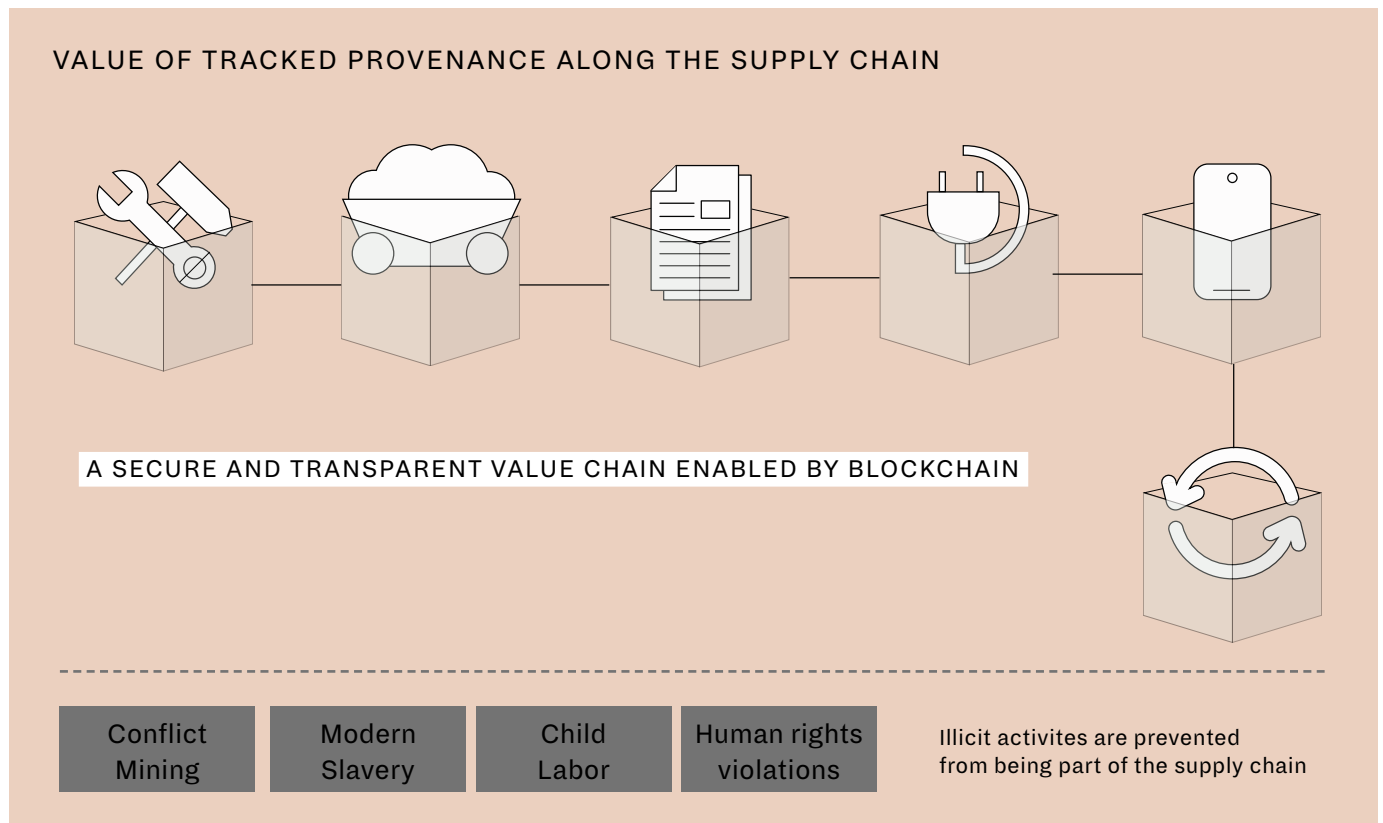 VALUE OF TRACKED PROVENANCE ALONG THE SUPPLY CHAIN
A SECURE AND TRANSPARENT VALUE CHAIN ENABLED BY BLOCKCHAIN
Conflict
Mining
Modern
Slavery
Child
Labor
Human rights
violations
Illicit activites are prevented
from being part of the supply chain